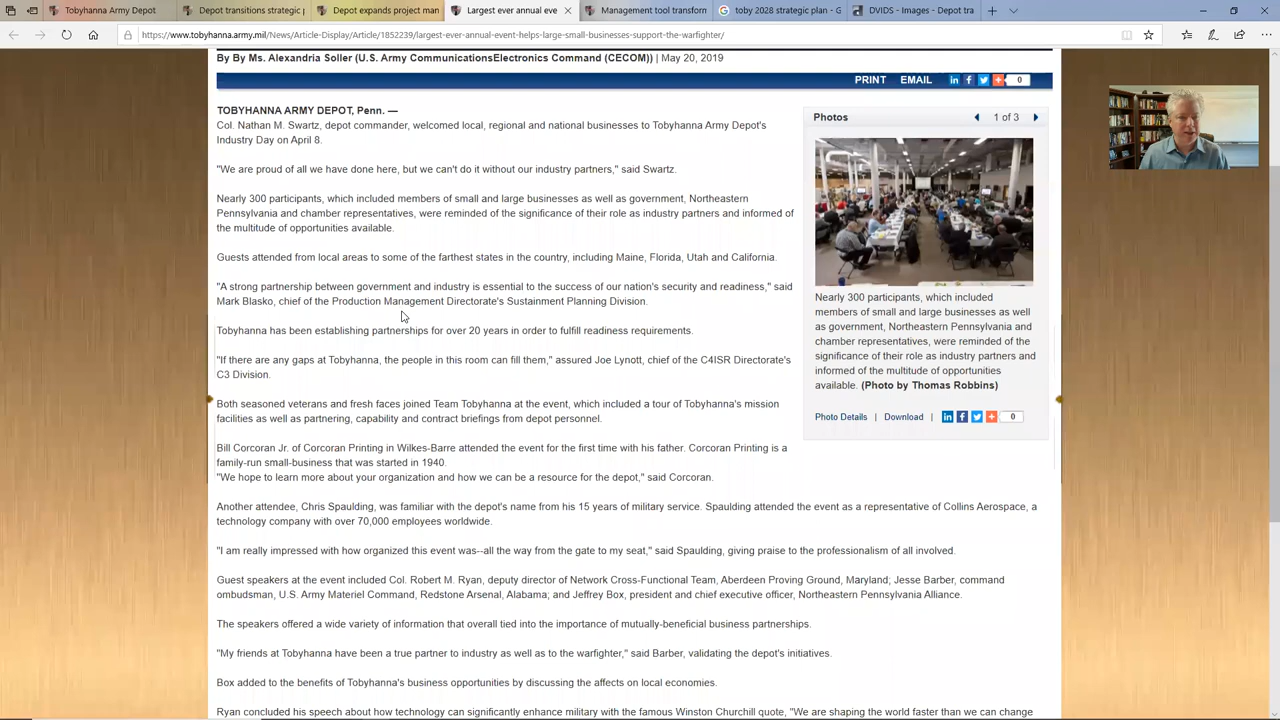 Tobyhanna Army Depot
Depot transitions strategic p
Depot expands project man
Largest ever annual eve
Management tool transform
toby 2028 strategic plan - G
DVIDS - Images - Depot tra
https://www.tobyhanna.army.mil/News/Article-Display/Article/1852239/largest-ever-annual-event-helps-large-small-businesses-support-the-warfighter/
By By Ms. Alexandria Soller (U.S. Army CommunicationsElectronics Command (CECOM)) | May 20, 2019
PRINT EMAIL 0
TOBYHANNA ARMY DEPOT, Penn. —
Col. Nathan M. Swartz, depot commander, welcomed local, regional and national businesses to Tobyhanna Army Depot's
Industry Day on April 8.
"We are proud of all we have done here, but we can't do it without our industry partners," said Swartz.
Nearly 300 participants, which included members of small and large businesses as well as government, Northeastern
Pennsylvania and chamber representatives, were reminded of the significance of their role as industry partners and informed of
the multitude of opportunities available.
Guests attended from local areas to some of the farthest states in the country, including Maine, Florida, Utah and California.
"A strong partnership between government and industry is essential to the success of our nation's security and readiness," said
Mark Blasko, chief of the Production Management Directorate's Sustainment Planning Division.
Tobyhanna has been establishing partnerships for over 20 years in order to fulfill readiness requirements.
"If there are any gaps at Tobyhanna, the people in this room can fill them," assured Joe Lynott, chief of the C4ISR Directorate's
C3 Division.
Both seasoned veterans and fresh faces joined Team Tobyhanna at the event, which included a tour of Tobyhanna's mission
facilities as well as partnering, capability and contract briefings from depot personnel.
Bill Corcoran Jr. of Corcoran Printing in Wilkes-Barre attended the event for the first time with his father. Corcoran Printing is a
family-run small-business that was started in 1940.
"We hope to learn more about your organization and how we can be a resource for the depot," said Corcoran.
Another attendee, Chris Spaulding, was familiar with the depot's name from his 15 years of military service. Spaulding attended the event as a representative of Collins Aerospace, a
technology company with over 70,000 employees worldwide.
"I am really impressed with how organized this event was--all the way from the gate to my seat," said Spaulding, giving praise to the professionalism of all involved.
Guest speakers at the event included Col. Robert M. Ryan, deputy director of Network Cross-Functional Team, Aberdeen Proving Ground, Maryland; Jesse Barber, command
ombudsman, U.S. Army Materiel Command, Redstone Arsenal, Alabama; and Jeffrey Box, president and chief executive officer, Northeastern Pennsylvania Alliance.
The speakers offered a wide variety of information that overall tied into the importance of mutually-beneficial business partnerships.
"My friends at Tobyhanna have been a true partner to industry as well as to the warfighter," said Barber, validating the depot's initiatives.
Box added to the benefits of Tobyhanna's business opportunities by discussing the affects on local economies.
Ryan concluded his speech about how technology can significantly enhance military with the famous Winston Churchill quote, "We are shaping the world faster than we can change
Photos
1 of 3
Nearly 300 participants, which included
members of small and large businesses as well
as government, Northeastern Pennsylvania and
chamber representatives, were reminded of the
significance of their role as industry partners and
informed of the multitude of opportunities
available. (Photo by Thomas Robbins)
Photo Details | Download | 0